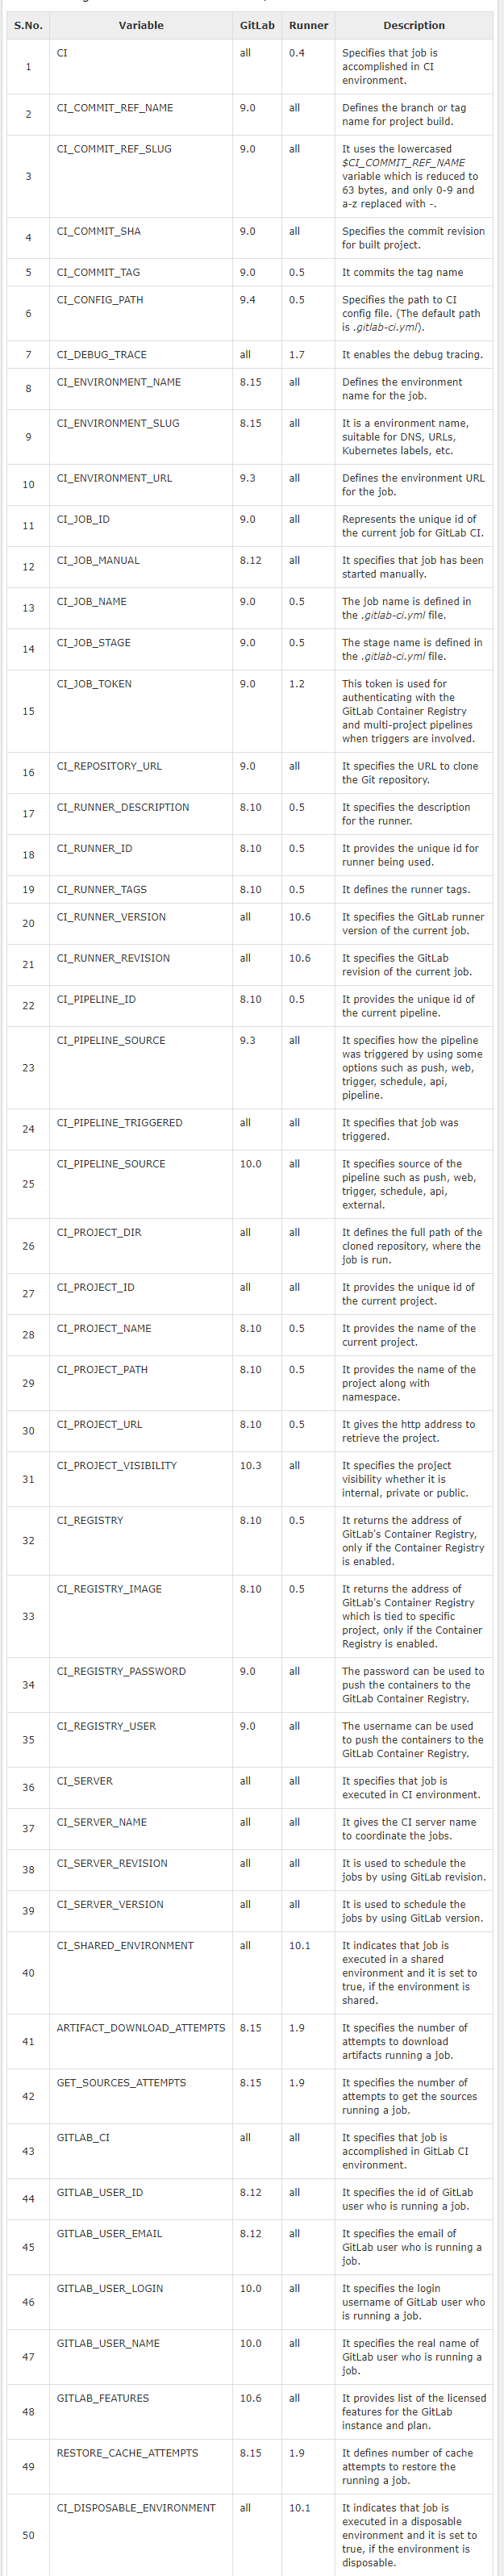 S.No. Variable GitLab Runner Description
1 CI all 0.4 Specifies that job is
accomplished in CI
environment.
2 CI_COMMIT_REF_NAME 9.0 all Defines the branch or tag
name for project build.
3 CI_COMMIT_REF_SLUG 9.0 all It uses the lowercased
$CI_COMMIT_REF_NAME
variable which is reduced to
63 bytes, and only 0-9 and
a-z replaced with -.
4 CI_COMMIT_SHA 9.0 all Specifies the commit revision
for built project.
5 CI_COMMIT_TAG 9.0 0.5 It commits the tag name
6 CI_CONFIG_PATH 9.4 0.5 Specifies the path to CI
config file. (The default path
is .gitlab-ci.yml).
7 CI_DEBUG_TRACE all 1.7 It enables the debug tracing.
8 CI_ENVIRONMENT_NAME 8.15 all Defines the environment
name for the job.
9 CI_ENVIRONMENT_SLUG 8.15 all It is a environment name,
suitable for DNS, URLs,
Kubernetes labels, etc.
10 CI_ENVIRONMENT_URL 9.3 all Defines the environment URL
for the job.
11 CI_JOB_ID 9.0 all Represents the unique id of
the current job for GitLab CI.
12 CI_JOB_MANUAL 8.12 all It specifies that job has been
started manually.
13 CI_JOB_NAME 9.0 0.5 The job name is defined in
the .gitlab-ci.yml file.
14 CI_JOB_STAGE 9.0 0.5 The stage name is defined in
the .gitlab-ci.yml file.
15 CI_JOB_TOKEN 9.0 1.2 This token is used for
authenticating with the
GitLab Container Registry
and multi-project pipelines
when triggers are involved.
16 CI_REPOSITORY_URL 9.0 all It specifies the URL to clone
the Git repository.
17 CI_RUNNER_DESCRIPTION 8.10 0.5 It specifies the description
for the runner.
18 CI_RUNNER_ID 8.10 0.5 It provides the unique id for
runner being used.
19 CI_RUNNER_TAGS 8.10 0.5 It defines the runner tags.
20 CI_RUNNER_VERSION all 10.6 It specifies the GitLab runner
version of the current job.
21 CI_RUNNER_REVISION all 10.6 It specifies the GitLab
revision of the current job.
22 CI_PIPELINE_ID 8.10 0.5 It provides the unique id of
the current pipeline.
23 CI_PIPELINE_SOURCE 9.3 all It specifies how the pipeline
was triggered by using some
options such as push, web,
trigger, schedule, api,
pipeline.
24 CI_PIPELINE_TRIGGERED all all It specifies that job was
triggered.
25 CI_PIPELINE_SOURCE 10.0 all It specifies source of the
pipeline such as push, web,
trigger, schedule, api,
external.
26 CI_PROJECT_DIR all all It defines the full path of the
cloned repository, where the
job is run.
27 CI_PROJECT_ID all all It provides the unique id of
the current project.
28 CI_PROJECT_NAME 8.10 0.5 It provides the name of the
current project.
29 CI_PROJECT_PATH 8.10 0.5 It provides the name of the
project along with
namespace.
30 CI_PROJECT_URL 8.10 0.5 It gives the http address to
retrieve the project.
31 CI_PROJECT_VISIBILITY 10.3 all It specifies the project
visibility whether it is
internal, private or public.
32 CI_REGISTRY 8.10 0.5 It returns the address of
GitLab's Container Registry,
only if the Container Registry
is enabled.
33 CI_REGISTRY_IMAGE 8.10 0.5 It returns the address of
GitLab's Container Registry
which is tied to specific
project, only if the Container
Registry is enabled.
34 CI_REGISTRY_PASSWORD 9.0 all The password can be used to
push the containers to the
GitLab Container Registry.
35 CI_REGISTRY_USER 9.0 all The username can be used
to push the containers to the
GitLab Container Registry.
36 CI_SERVER all all It specifies that job is
executed in CI environment.
37 CI_SERVER_NAME all all It gives the CI server name
to coordinate the jobs.
38 CI_SERVER_REVISION all all It is used to schedule the
jobs by using GitLab revision.
39 CI_SERVER_VERSION all all It is used to schedule the
jobs by using GitLab version.
40 CI_SHARED_ENVIRONMENT all 10.1 It indicates that job is
executed in a shared
environment and it is set to
true, if the environment is
shared.
41 ARTIFACT_DOWNLOAD_ATTEMPTS 8.15 1.9 It specifies the number of
attempts to download
artifacts running a job.
42 GET_SOURCES_ATTEMPTS 8.15 1.9 It specifies the number of
attempts to get the sources
running a job.
43 GITLAB_CI all all It specifies that job is
accomplished in GitLab CI
environment.
44 GITLAB_USER_ID 8.12 all It specifies the id of GitLab
user who is running a job.
45 GITLAB_USER_EMAIL 8.12 all It specifies the email of
GitLab user who is running a
job.
46 GITLAB_USER_LOGIN 10.0 all It specifies the login
username of GitLab user who
is running a job.
47 GITLAB_USER_NAME 10.0 all It specifies the real name of
GitLab user who is running a
job.
48 GITLAB_FEATURES 10.6 all It provides list of the licensed
features for the GitLab
instance and plan.
49 RESTORE_CACHE_ATTEMPTS 8.15 1.9 It defines number of cache
attempts to restore the
running a job.
50 CI_DISPOSABLE_ENVIRONMENT all 10.1 It indicates that job is
executed in a disposable
environment and it is set to
true, if the environment is
disposable.